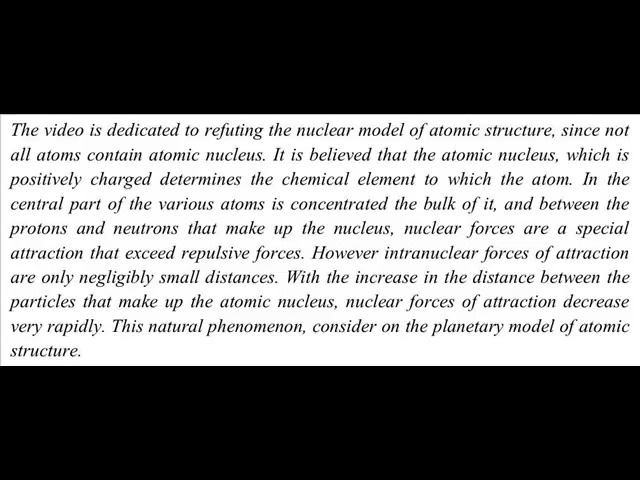 The video is dedicated to refuting the nuclear model of atomic structure, since not
all atoms contain atomic nucleus. It is believed that the atomic nucleus, which is
positively charged determines the chemical element to which the atom. In the
central part of the various atoms is concentrated the bulk of it, and between the
protons and neutrons that make up the nucleus, nuclear forces are a special
attraction that exceed repulsive forces. However intranuclear forces of attraction
are only negligibly small distances. With the increase in the distance between the
particles that make up the atomic nucleus, nuclear forces of attraction decrease
very rapidly. This natural phenomenon, consider on the planetary model of atomic
structure.